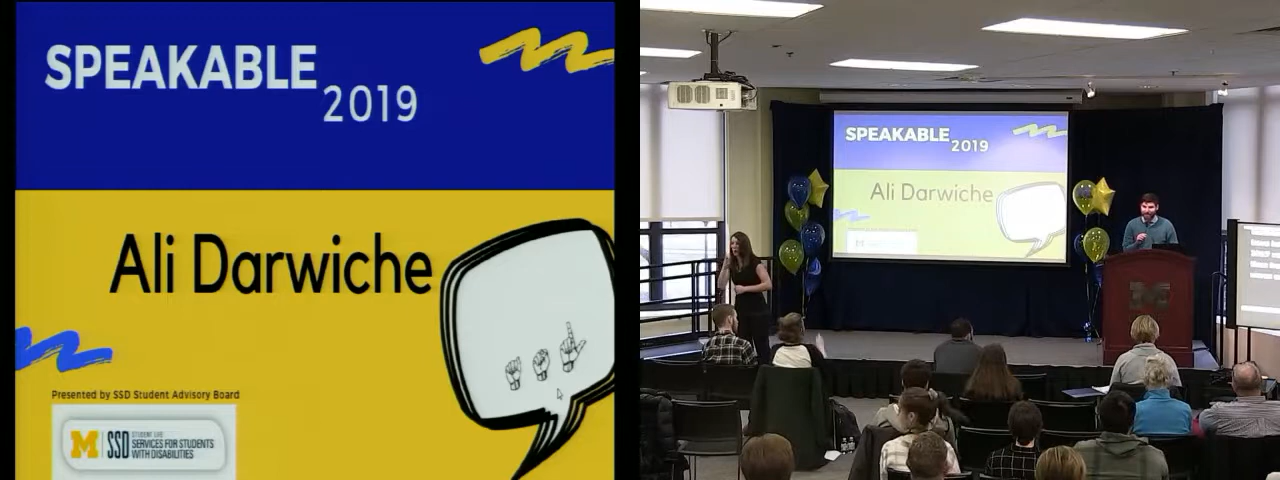 SPEAKABLE
2019
Ali Darwiche
Presented by SSD Student Advisory Board
M SSD STUDENT LIFE
SERVICES FOR STUDENTS
WITH DISABILITIES
SPEAKABLE
2019
Ali Darwiche
M